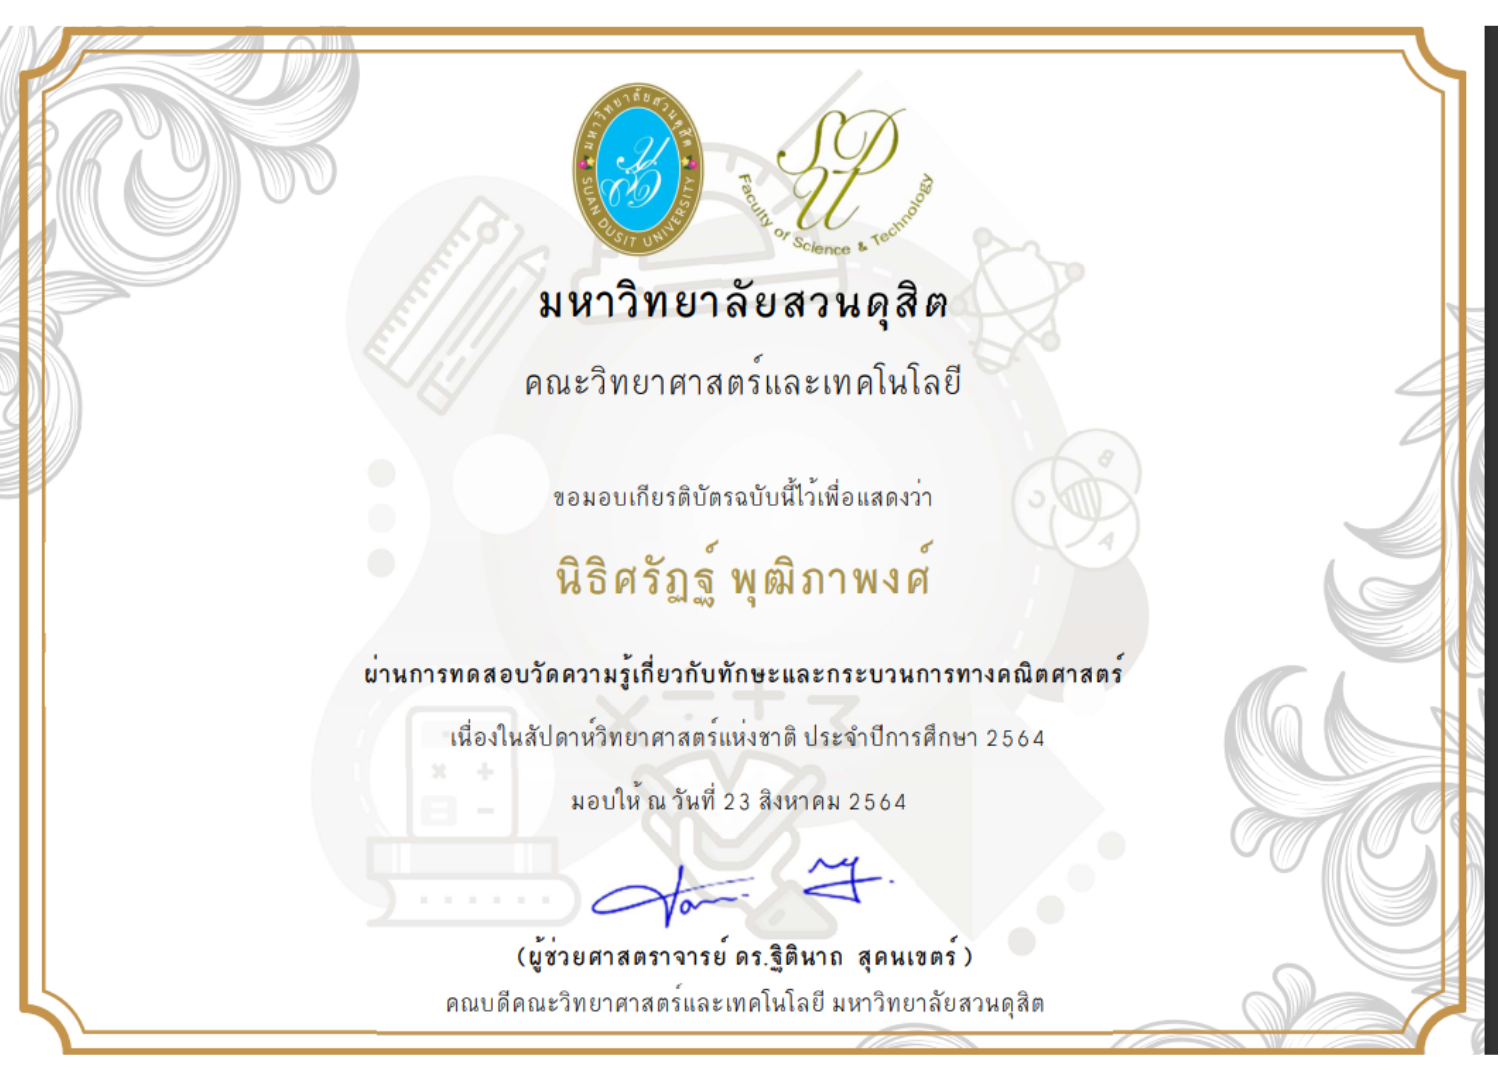 มหาวิทยาลัยสวนดุสิต
SUAN DUSIT UNIVERSITY
SDU
Faculty of Science & Technology
มหาวิทยาลัยสวนดุสิต
คณะวิทยาศาสตร์และเทคโนโลยี
ขอมอบเกียรติบัตรฉบับนี้ไว้เพื่อแสดงว่า
นิธิศรัฏฐ์ พุฒิภาพงศ์
ผ่านการทดสอบวัดความรู้เกี่ยวกับทักษะและกระบวนการทางคณิตศาสตร์
เนื่องในสัปดาห์วิทยาศาสตร์แห่งชาติ ประจำปีการศึกษา 2564
มอบให้ ณ วันที่ 23 สิงหาคม 2564
(ผู้ช่วยศาสตราจารย์ ดร.ฐิตินาถ สุคนเขตร์ )
คณบดีคณะวิทยาศาสตร์และเทคโนโลยี มหาวิทยาลัยสวนดุสิต